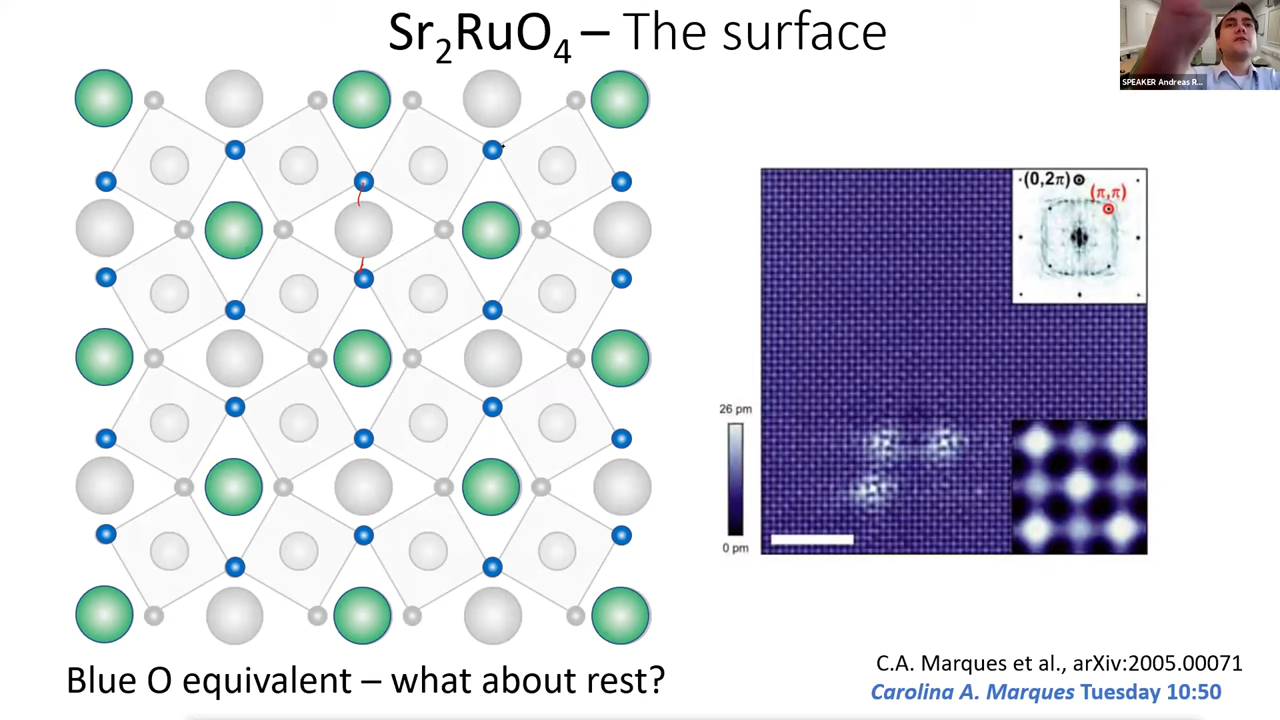 Sr₂RuO₄ – The surface
SPEAKER Andreas R...
(0,2π)
(π,π)
26 pm
0 pm
Blue O equivalent – what about rest?
C.A. Marques et al., arXiv:2005.00071
Carolina A. Marques Tuesday 10:50